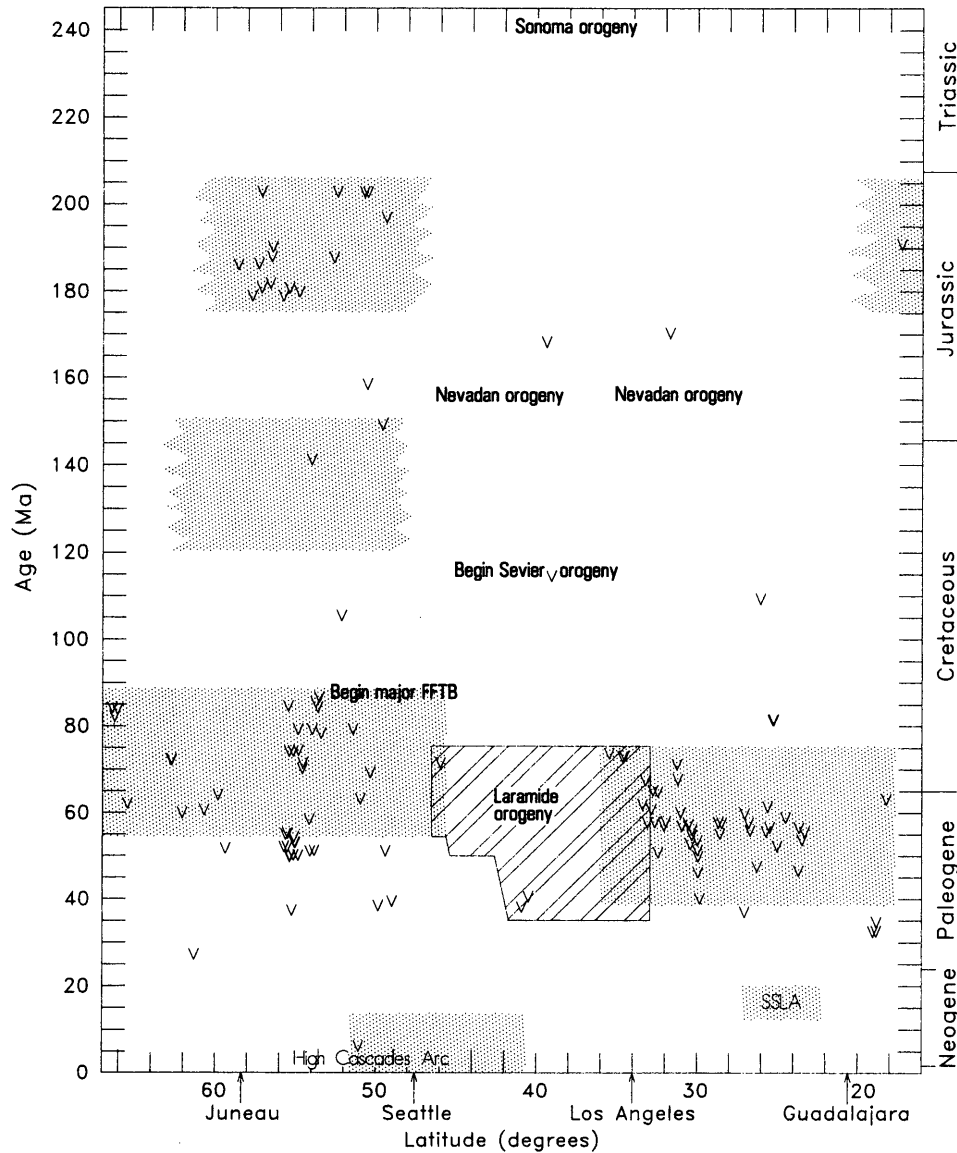 Sonoma orogeny
240
220
200
180
160
140
120
100
80
60
40
20
0
Age (Ma)
Triassic
Jurassic
Cretaceous
Paleogene
Neogene
Nevadan orogeny
Nevadan orogeny
Begin Sevier orogeny
Begin major FFTB
Laramide
orogeny
SSLA
High Cascades Arc
60 50 40 30 20
Juneau Seattle Los Angeles Guadalajara
Latitude (degrees)